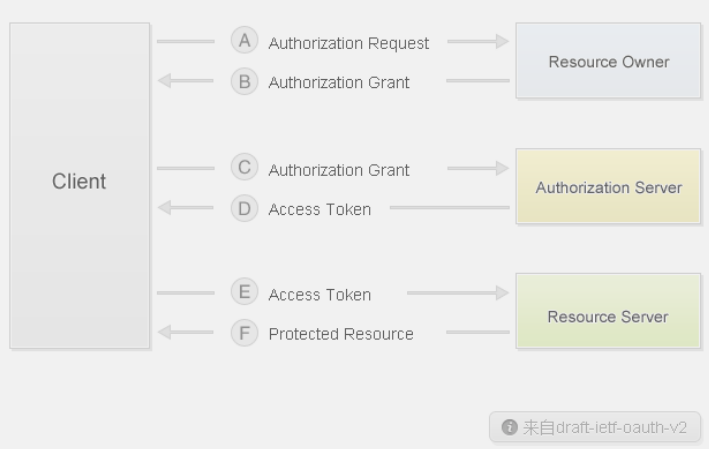 A Authorization Request
Resource Owner
B Authorization Grant
Client
C Authorization Grant
Authorization Server
D Access Token
E Access Token
Resource Server
F Protected Resource
i 来自draft-ietf-oauth-v2